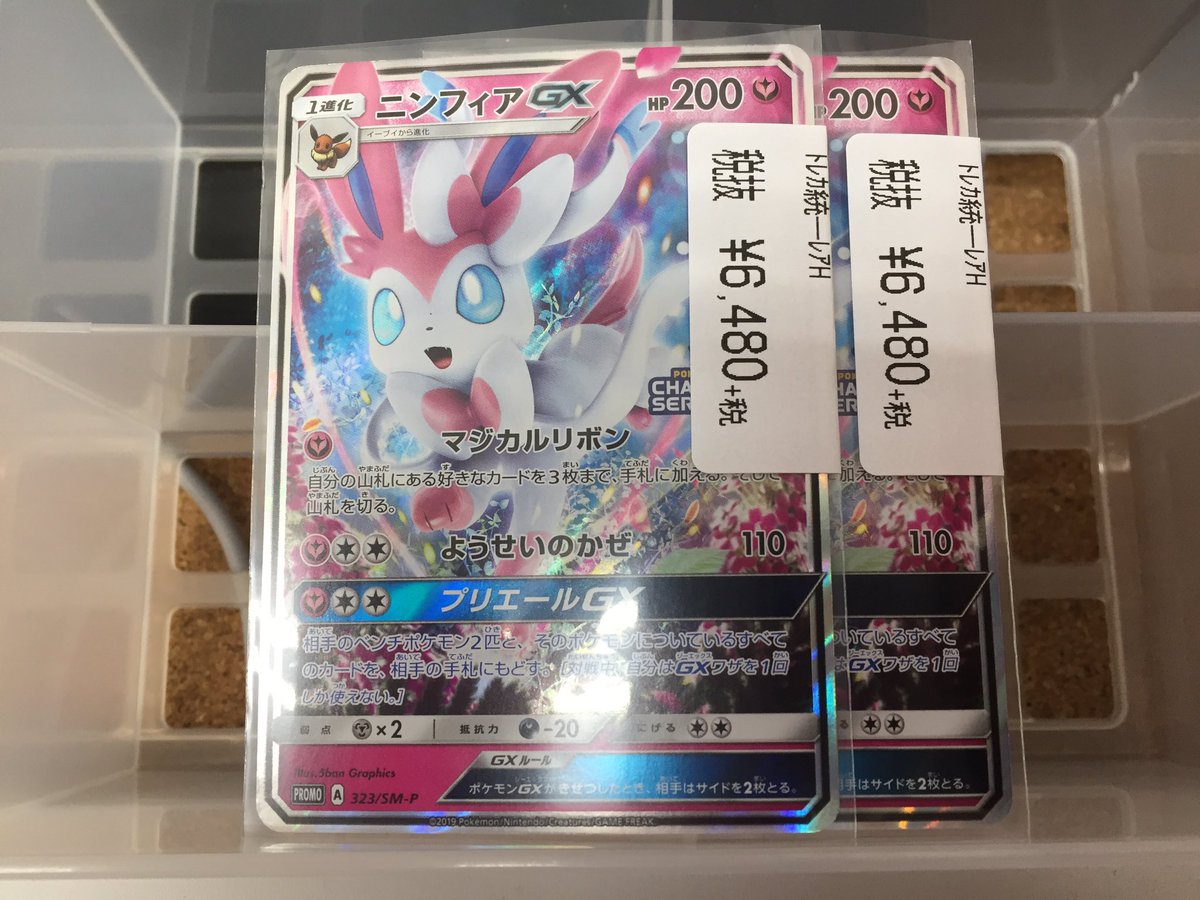 1進化
ニンフィアGX
HP 200
イーブイから進化
税抜 ¥6,480+税
トレカ統一レアH
CHA
SER
マジカルリボン
自分の山札にある好きなカードを3枚まで、手札に加える。そして
山札を切る。
ようせいのかぜ 110
プリエールGX
相手のベンチポケモン2匹と、そのポケモンについているすべて
のカードを、相手の手札にもどす。[対戦中、自分はGXワザを1回
しか使えない。]
弱点 ×2 抵抗力 -20 にげる
GXルール
ポケモンGXがきぜつしたとき、相手はサイドを2枚とる。
Illus. 5ban Graphics
PROMO A 323/SM-P
©2019 Pokémon/Nintendo/Creatures/GAME FREAK.
200
税抜 ¥6,480+税
トレカ統一レアH
CHA
SER
110
ついているすべて
はGXワザを1回
はサイドを2枚とる。